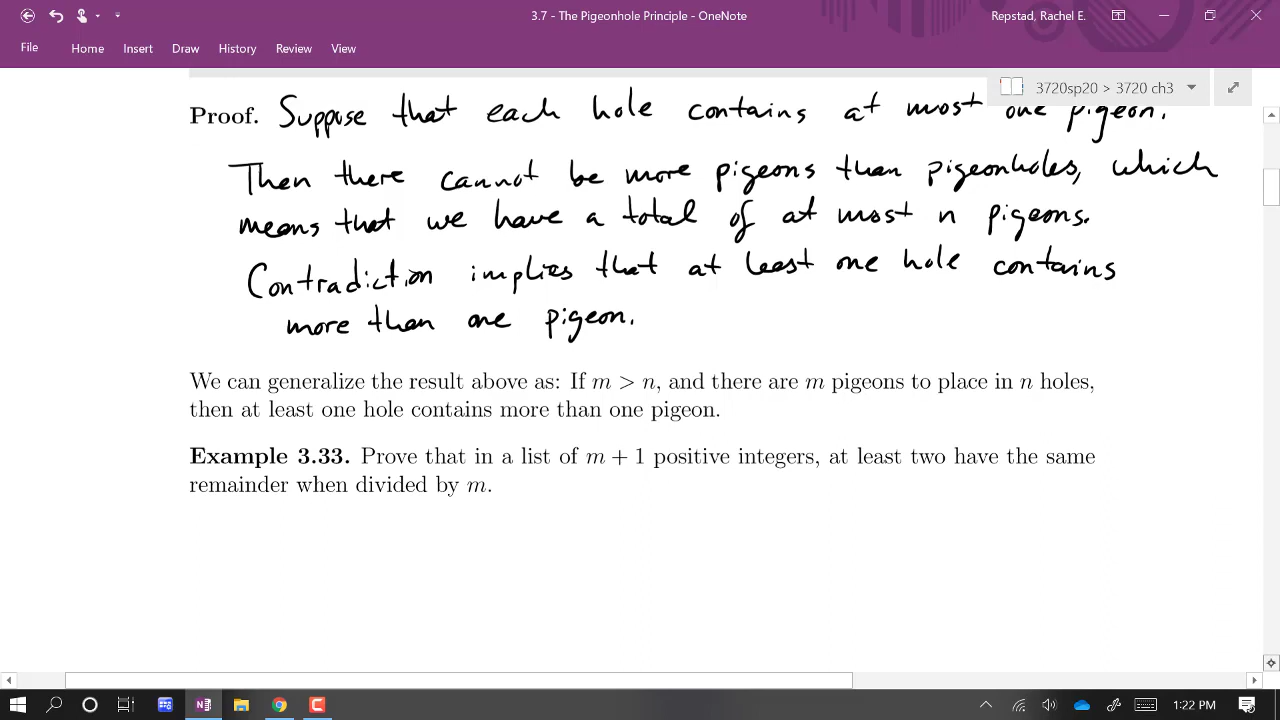 3.7 - The Pigeonhole Principle - OneNote
Repstad, Rachel E.
File
Home
Insert
Draw
History
Review
View
3720sp20 > 3720 ch3
Proof. Suppose that each hole contains at most one pigeon.
Then there cannot be more pigeons than pigeonholes, which
means that we have a total of at most n pigeons.
Contradiction implies that at least one hole contains
more than one pigeon.
We can generalize the result above as: If m > n, and there are m pigeons to place in n holes,
then at least one hole contains more than one pigeon.
Example 3.33. Prove that in a list of m + 1 positive integers, at least two have the same
remainder when divided by m.
1:22 PM